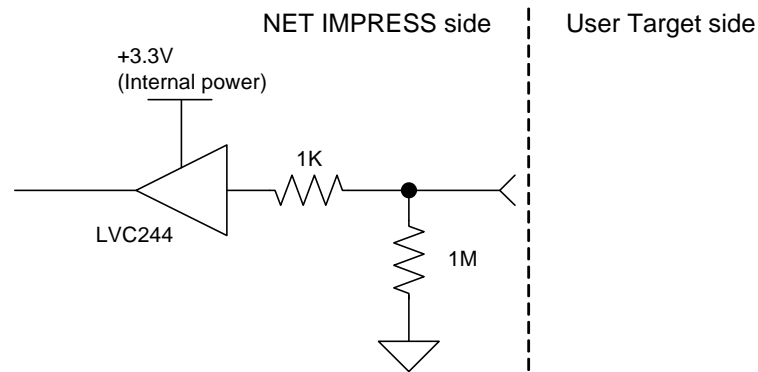 NET IMPRESS side
User Target side
+3.3V
(Internal power)
1K
LVC244
1M